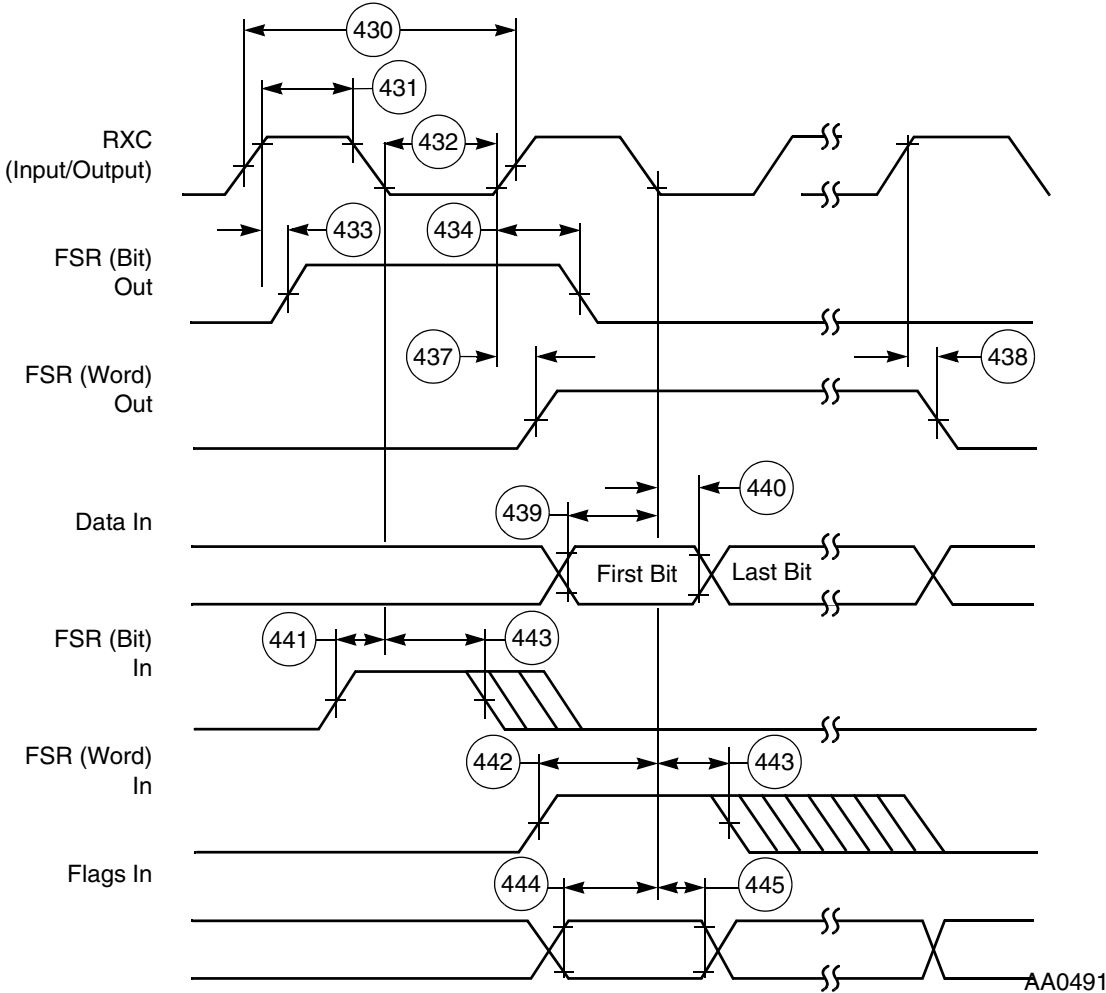 430
431
RXC
(Input/Output)
432
433
434
FSR (Bit)
Out
437
438
FSR (Word)
Out
440
439
Data In
First Bit
Last Bit
441
443
FSR (Bit)
In
442
443
FSR (Word)
In
444
445
Flags In
AA0491